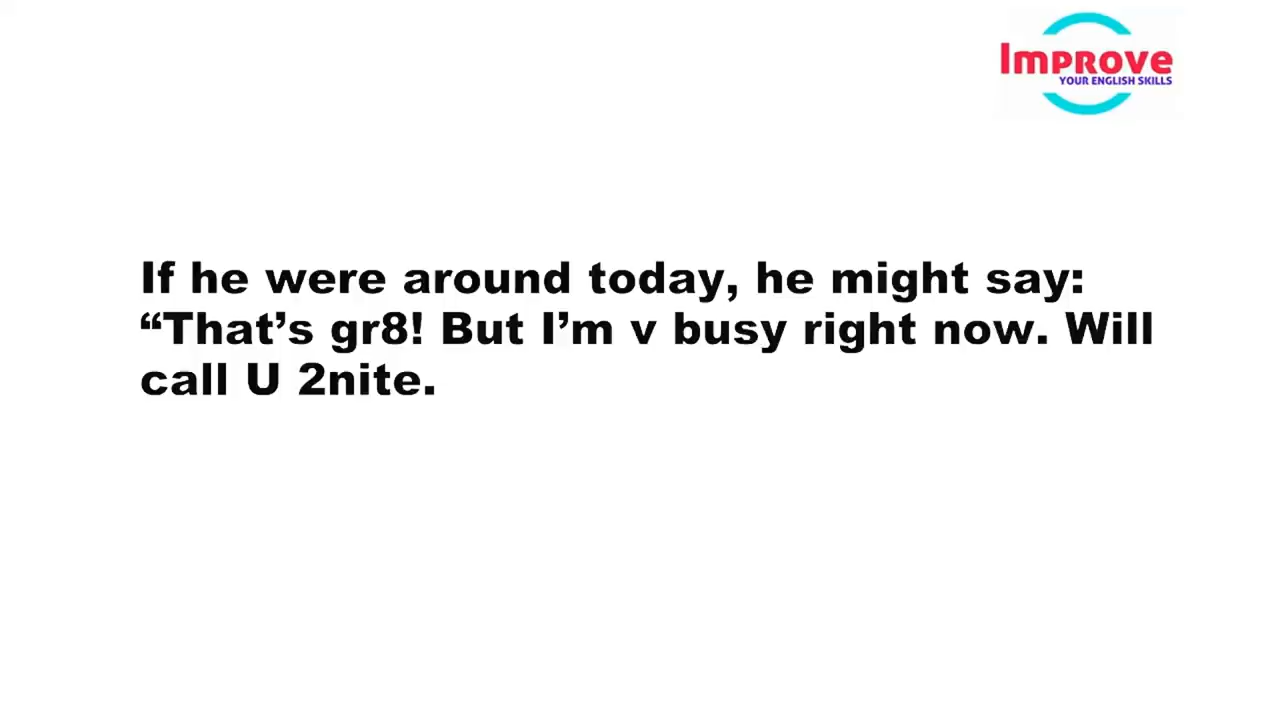 Improve
YOUR ENGLISH SKILLS
If he were around today, he might say:
“That’s gr8! But I’m v busy right now. Will
call U 2nite.